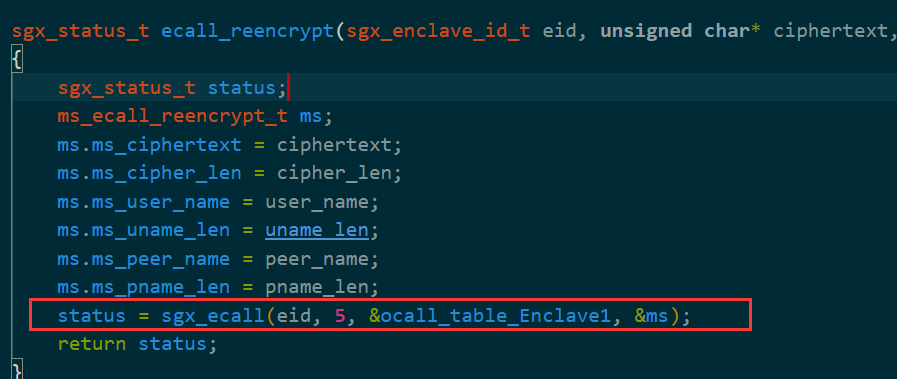 sgx_status_t ecall_reencrypt(sgx_enclave_id_t eid, unsigned char* ciphertext,
{
sgx_status_t status;
ms_ecall_reencrypt_t ms;
ms.ms_ciphertext = ciphertext;
ms.ms_cipher_len = cipher_len;
ms.ms_user_name = user_name;
ms.ms_uname_len = uname_len;
ms.ms_peer_name = peer_name;
ms.ms_pname_len = pname_len;
status = sgx_ecall(eid, 5, &ocall_table_Enclave1, &ms);
return status;
}